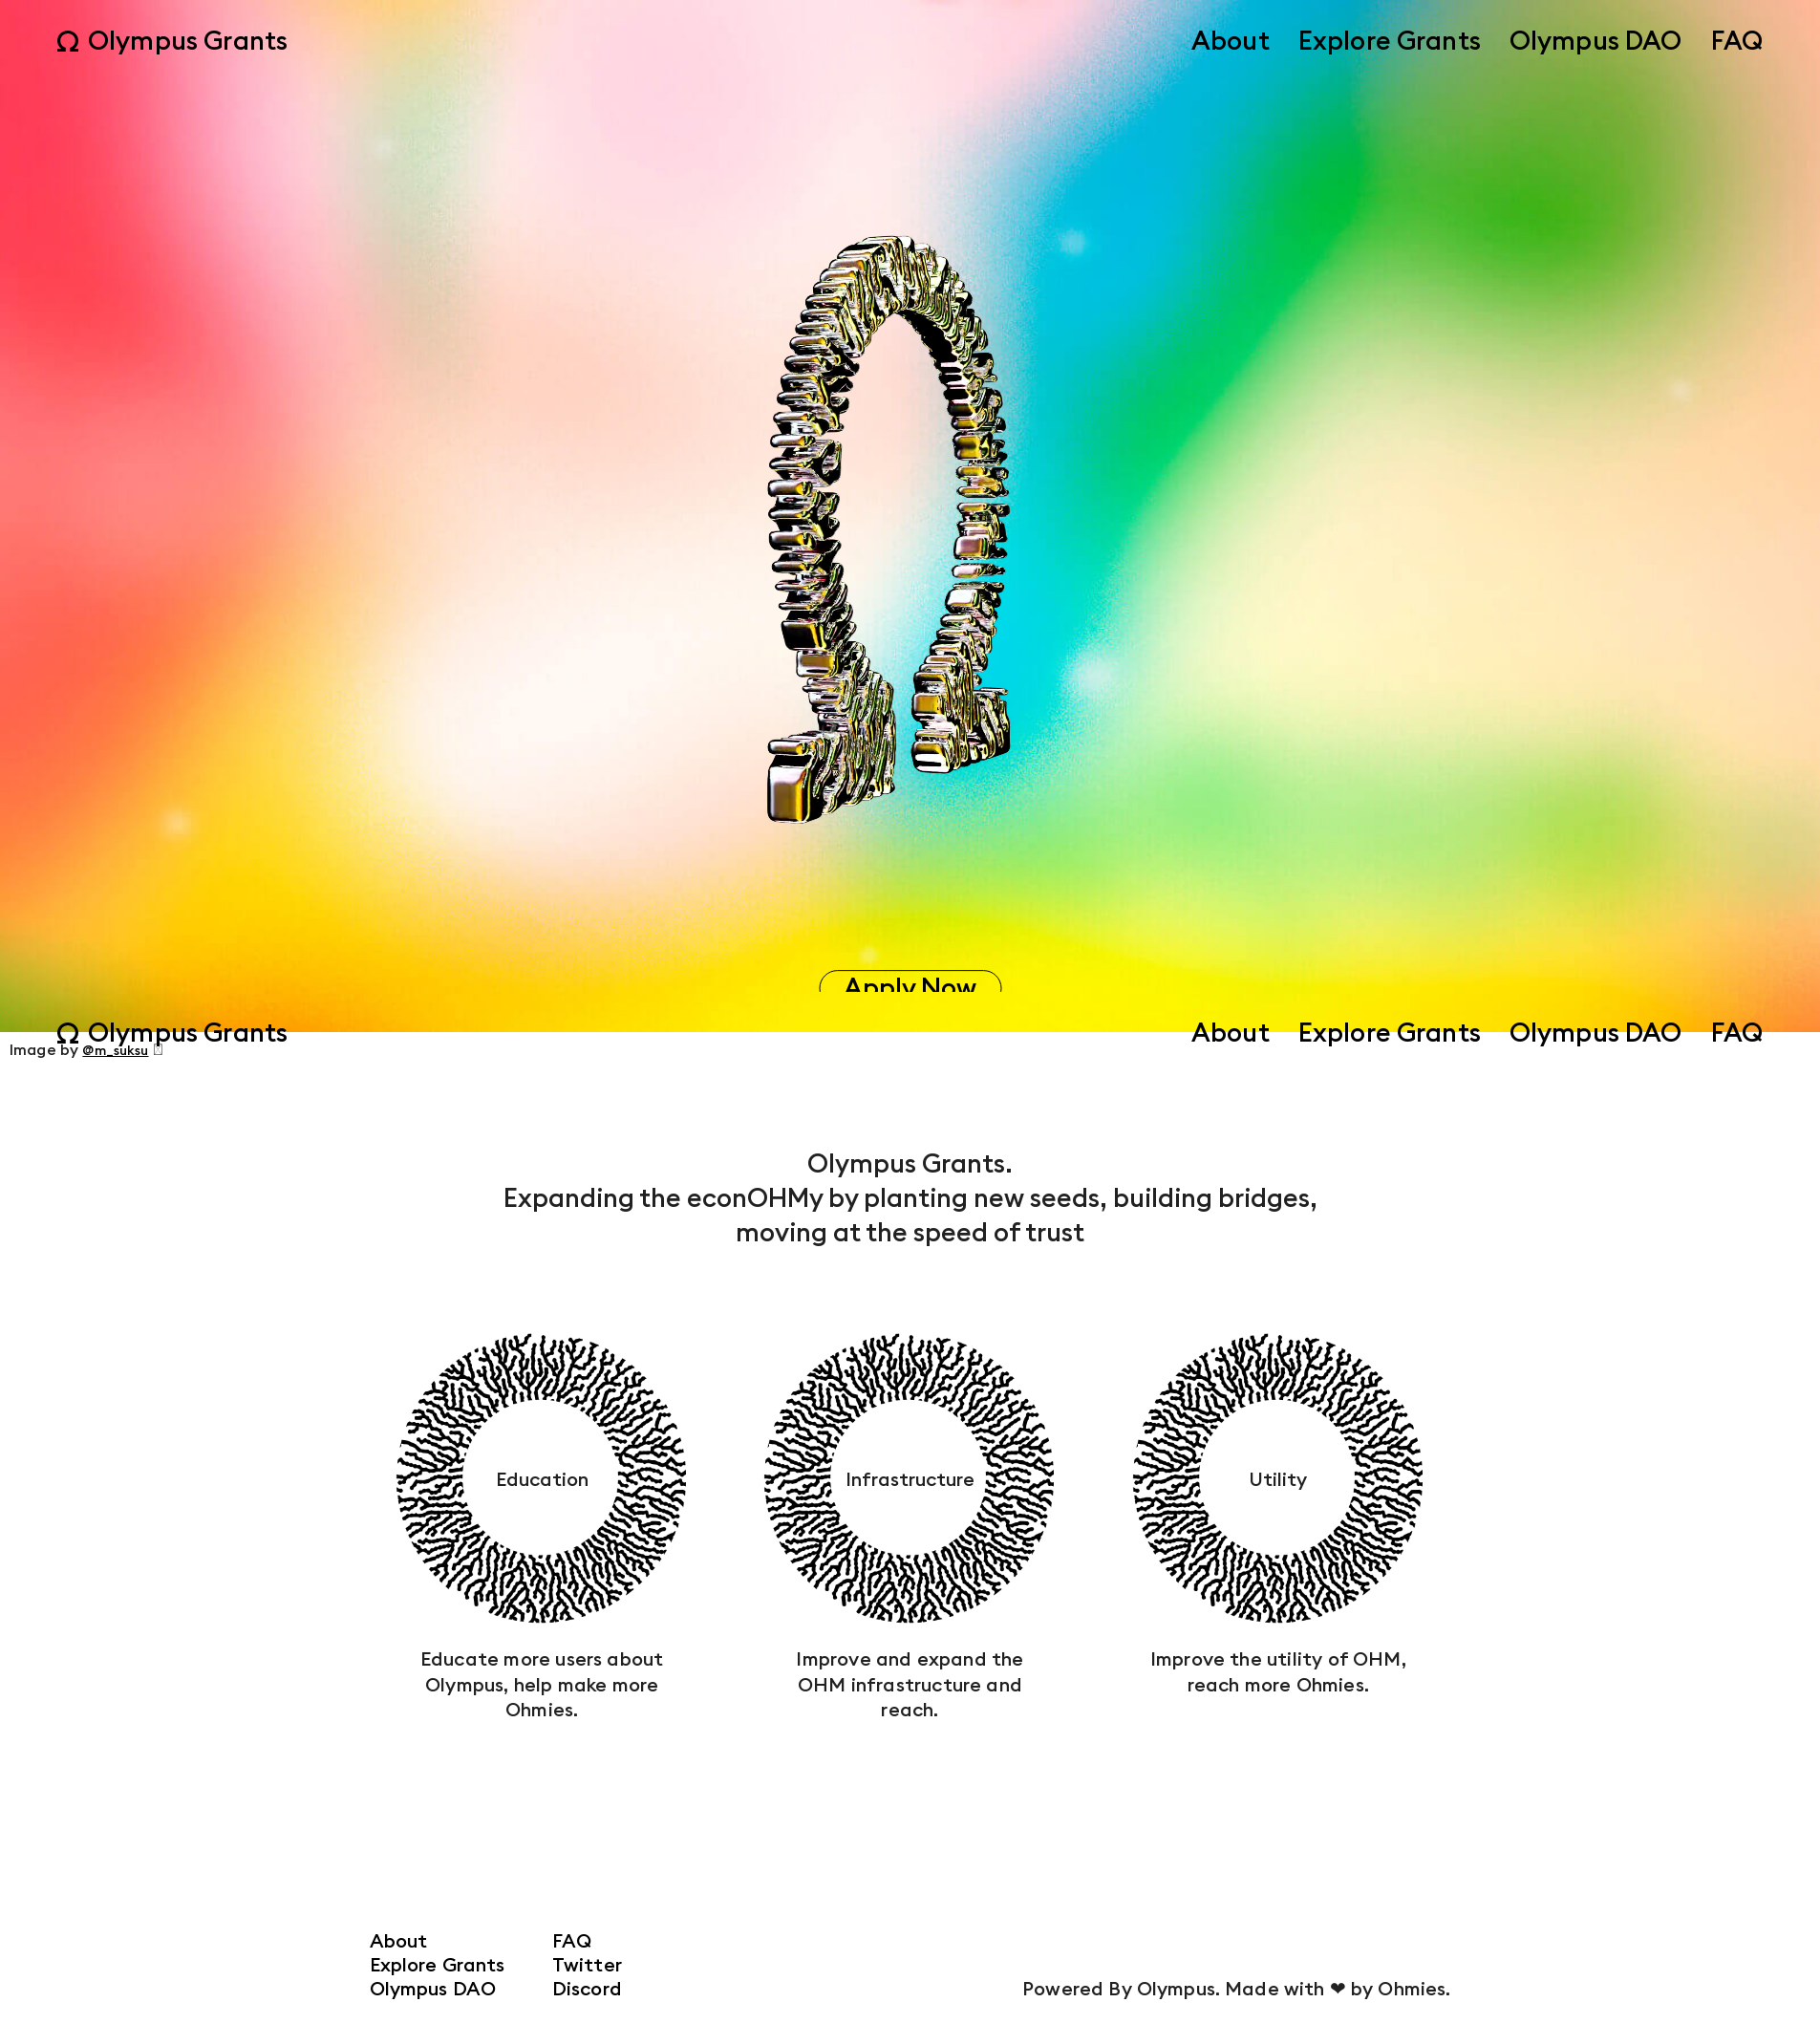 Ω Olympus Grants
About Explore Grants Olympus DAO FAQ
Apply Now
Ω Olympus Grants
About Explore Grants Olympus DAO FAQ
Image by @m_suksu
Olympus Grants.
Expanding the econOHMy by planting new seeds, building bridges,
moving at the speed of trust
Education
Infrastructure
Utility
Educate more users about
Olympus, help make more
Ohmies.
Improve and expand the
OHM infrastructure and
reach.
Improve the utility of OHM,
reach more Ohmies.
About
Explore Grants
Olympus DAO
FAQ
Twitter
Discord
Powered By Olympus. Made with ❤ by Ohmies.